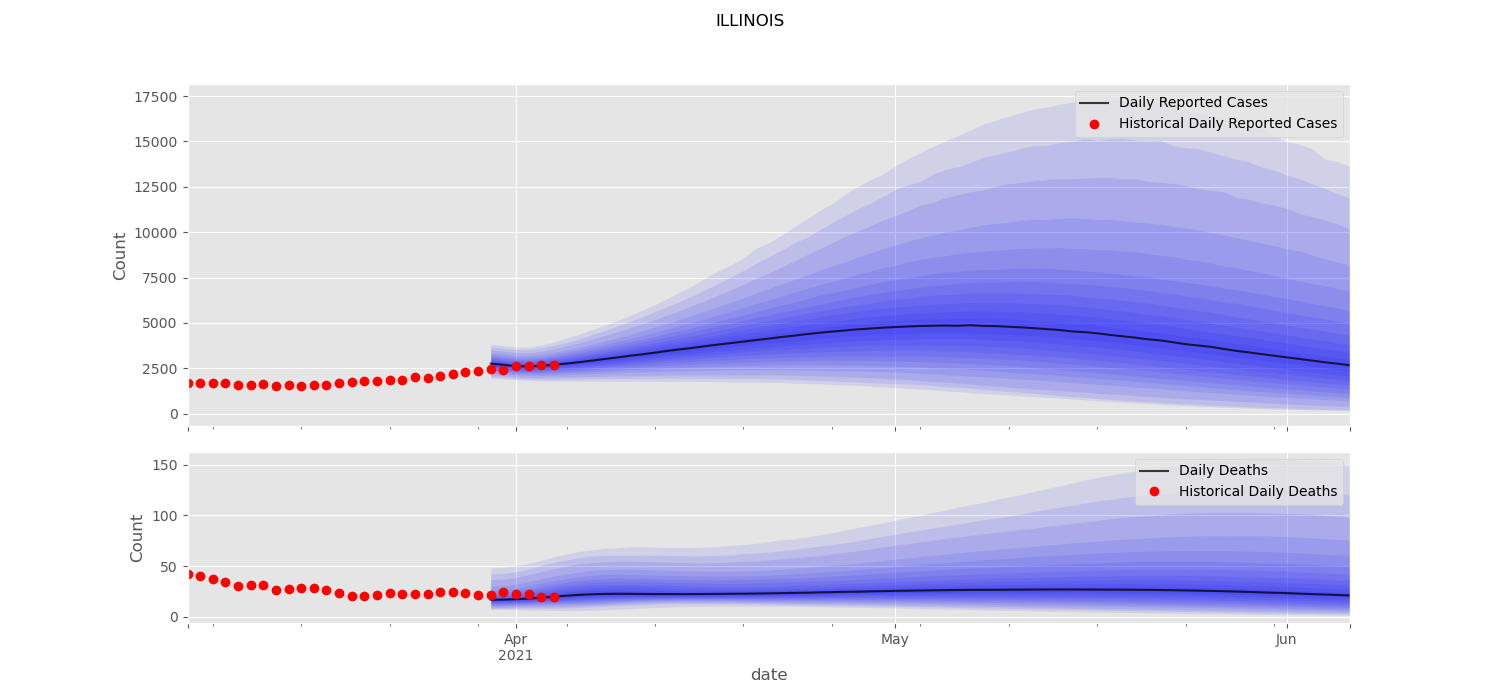 ILLINOIS
17500
15000
12500
10000
7500
5000
2500
0
Count
Daily Reported Cases
Historical Daily Reported Cases
150
100
50
0
Count
Daily Deaths
Historical Daily Deaths
Apr
2021
May
Jun
date